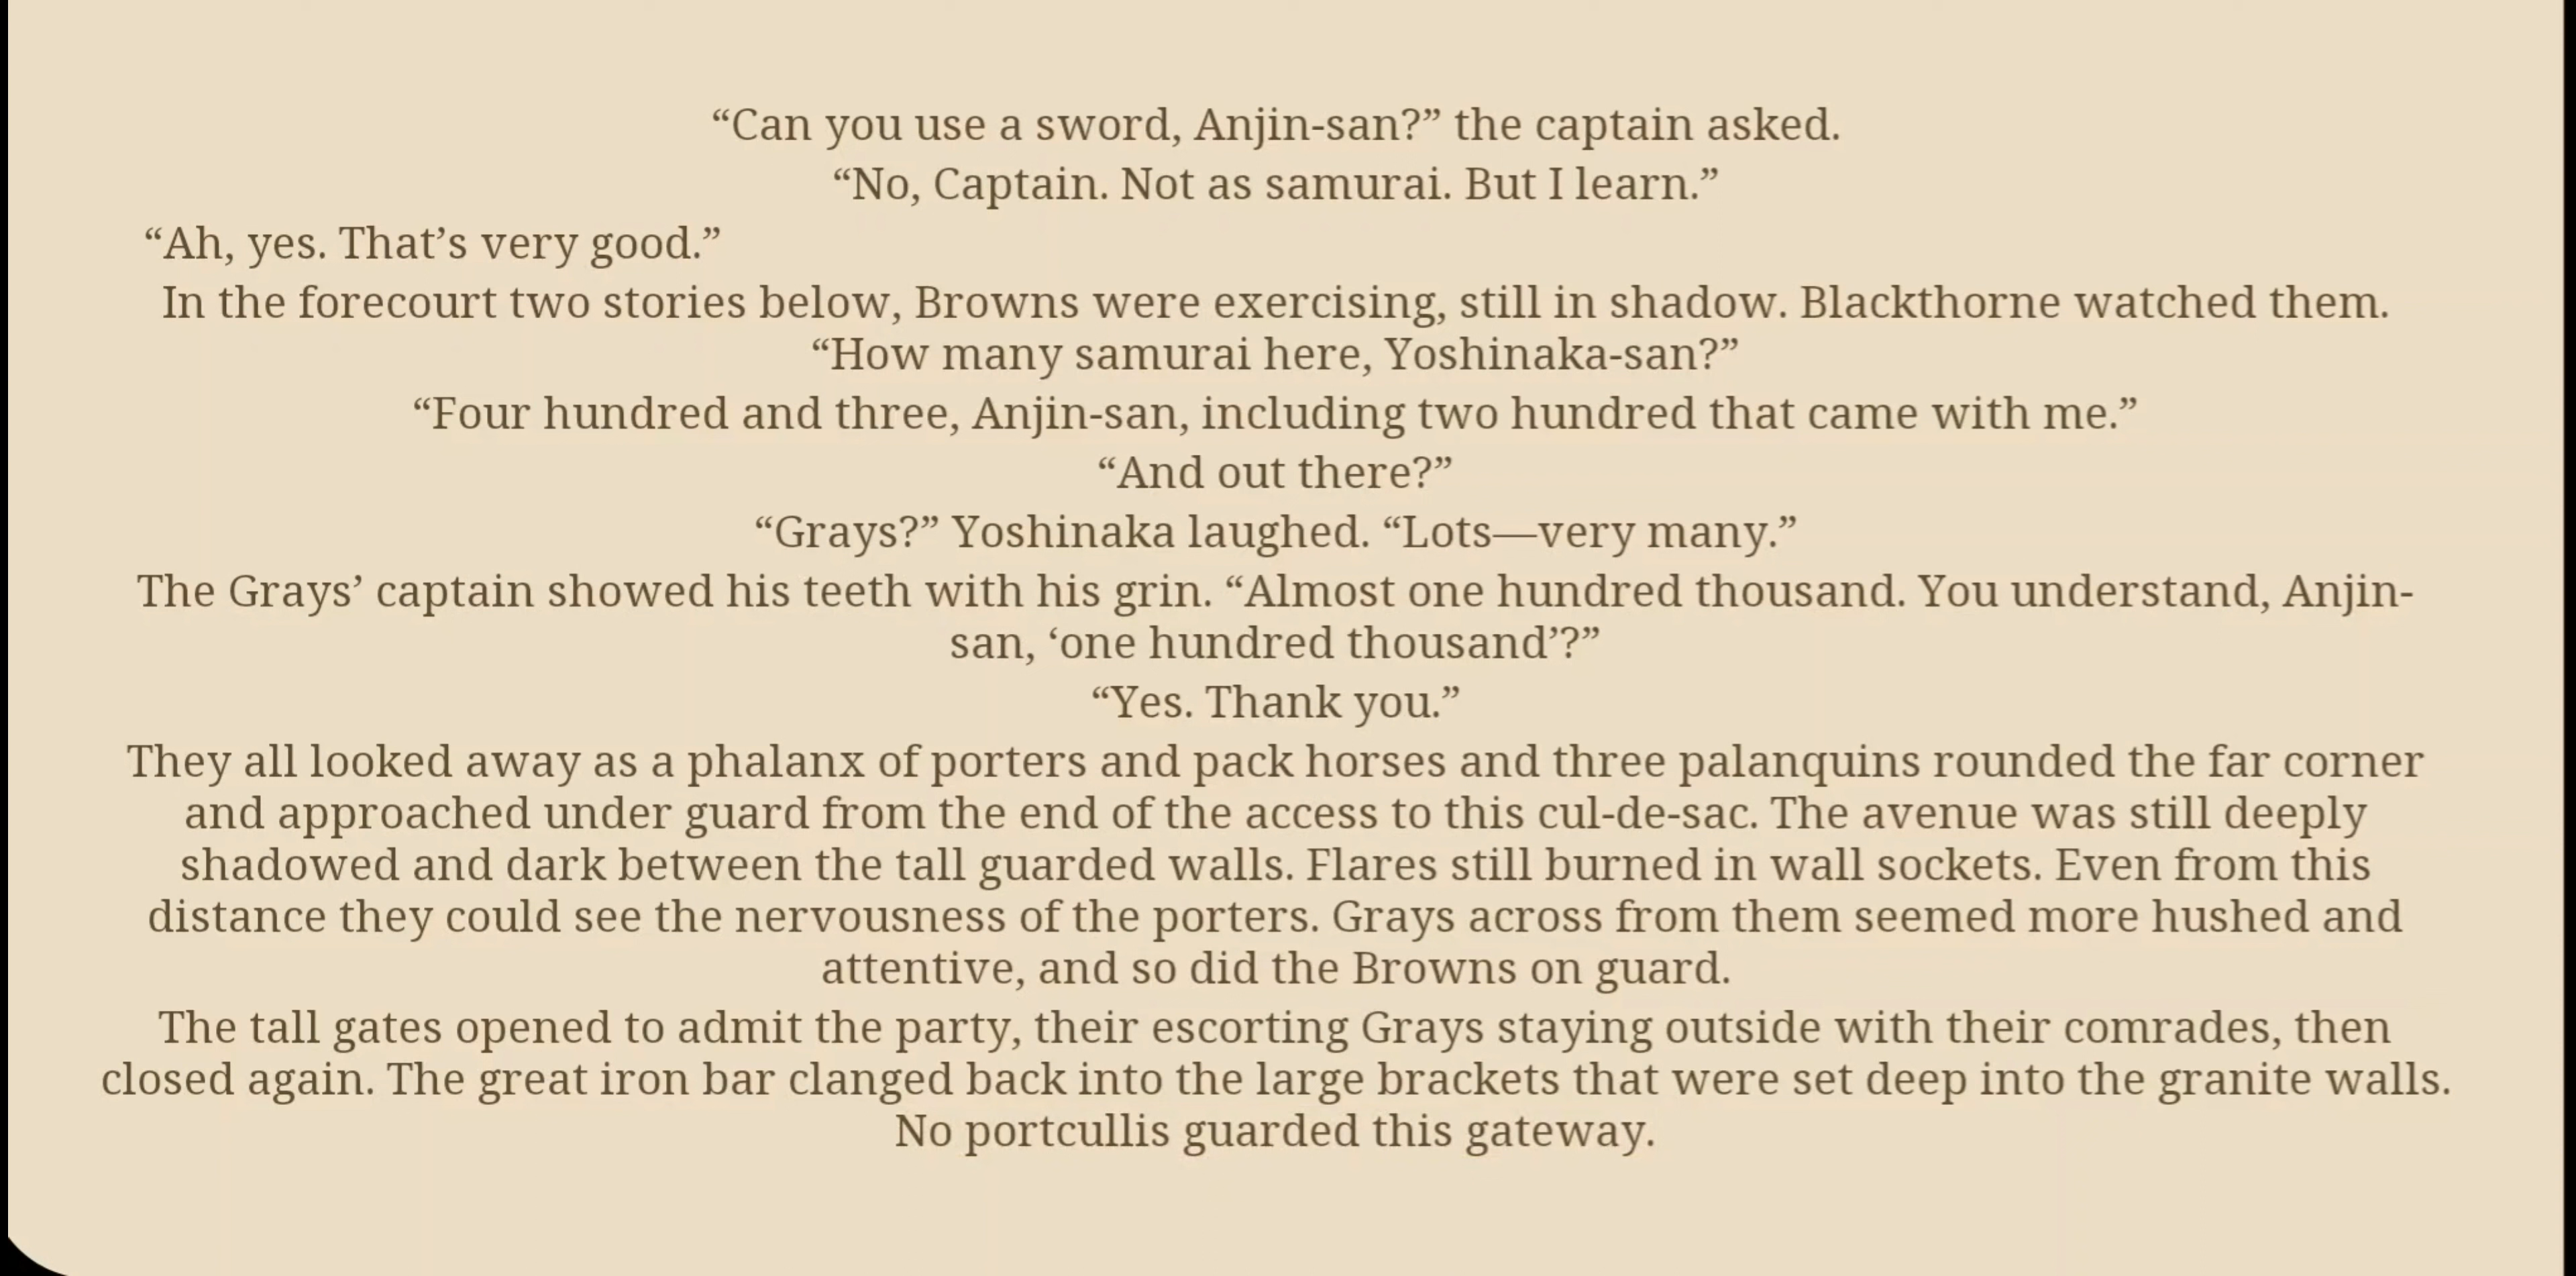 “Can you use a sword, Anjin-san?” the captain asked.
“No, Captain. Not as samurai. But I learn.”
“Ah, yes. That’s very good.”
In the forecourt two stories below, Browns were exercising, still in shadow. Blackthorne watched them.
“How many samurai here, Yoshinaka-san?”
“Four hundred and three, Anjin-san, including two hundred that came with me.”
“And out there?”
“Grays?” Yoshinaka laughed. “Lots—very many.”
The Grays’ captain showed his teeth with his grin. “Almost one hundred thousand. You understand, Anjin-
san, ‘one hundred thousand’?”
“Yes. Thank you.”
They all looked away as a phalanx of porters and pack horses and three palanquins rounded the far corner
and approached under guard from the end of the access to this cul-de-sac. The avenue was still deeply
shadowed and dark between the tall guarded walls. Flares still burned in wall sockets. Even from this
distance they could see the nervousness of the porters. Grays across from them seemed more hushed and
attentive, and so did the Browns on guard.
The tall gates opened to admit the party, their escorting Grays staying outside with their comrades, then
closed again. The great iron bar clanged back into the large brackets that were set deep into the granite walls.
No portcullis guarded this gateway.